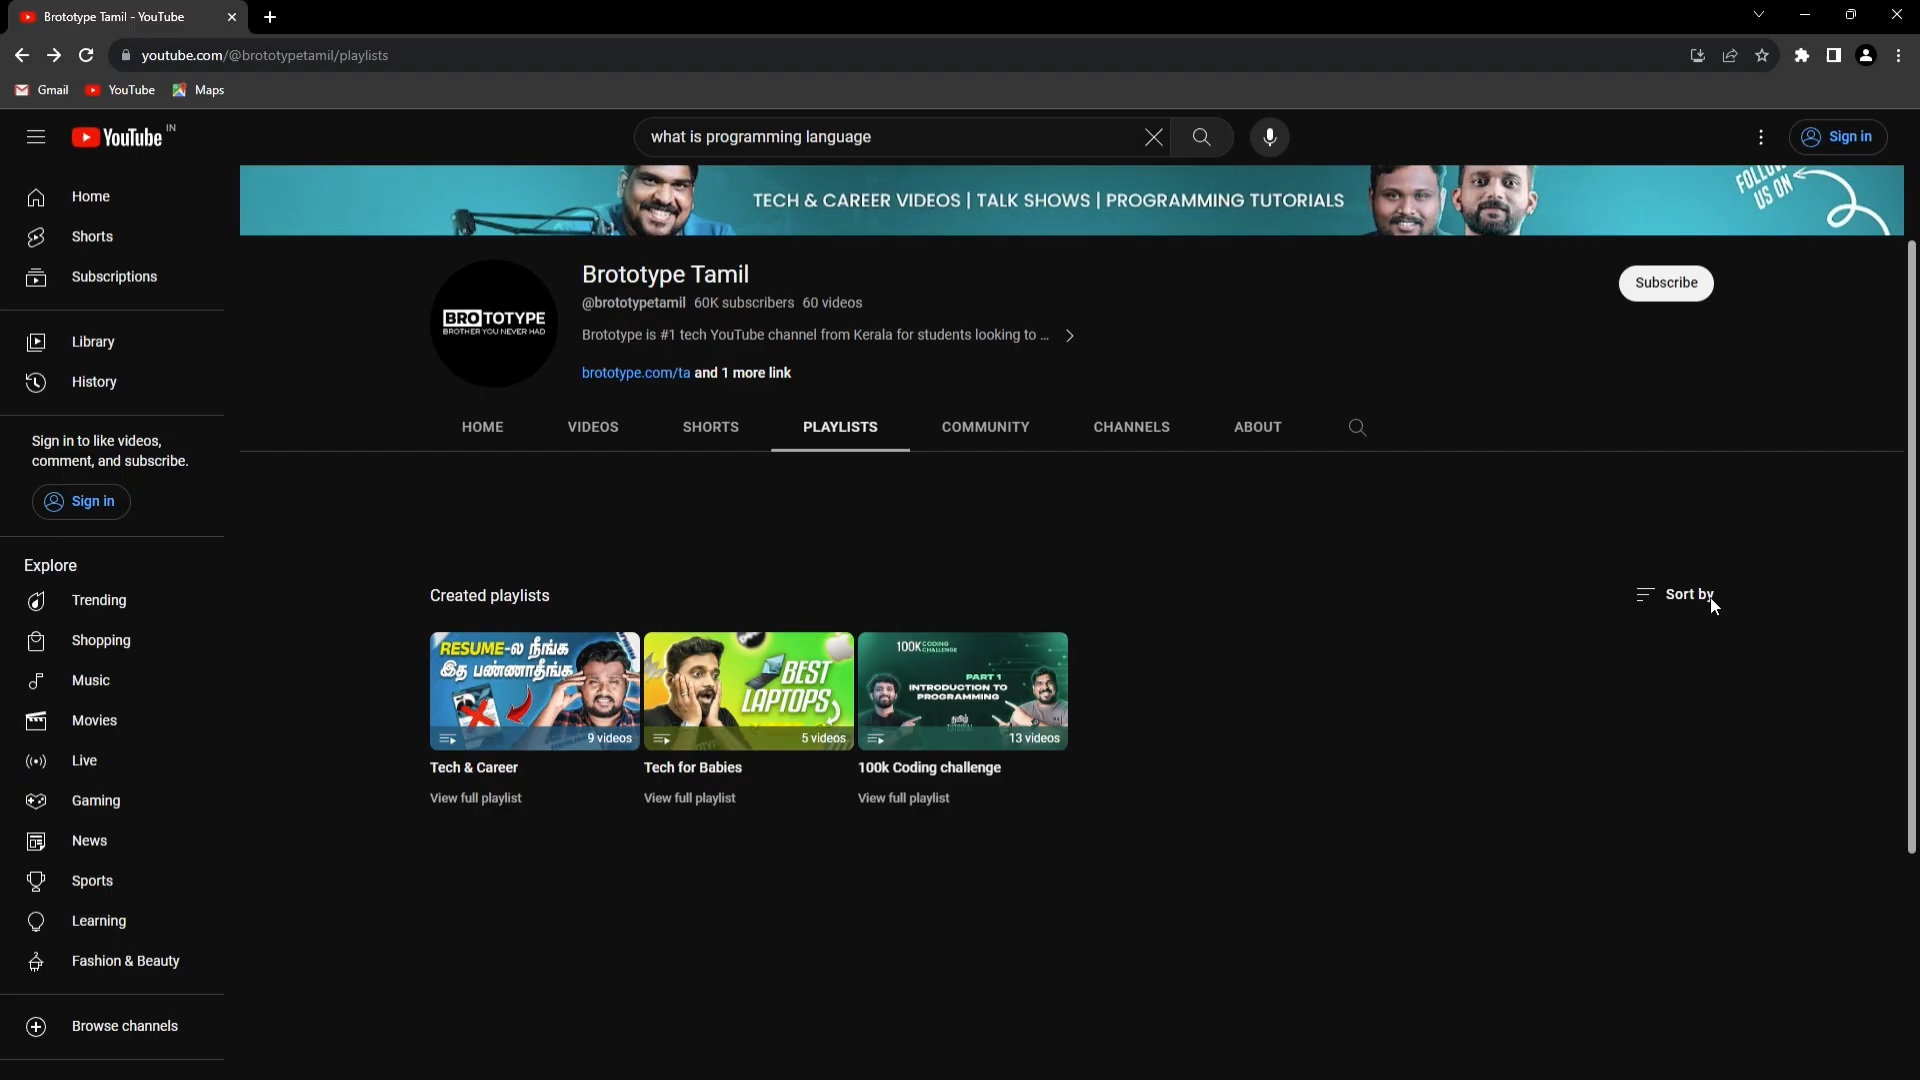 Brototype Tamil - YouTube
youtube.com/@brototypetamil/playlists
Gmail YouTube Maps
YouTube IN
what is programming language
Sign in
Home
Shorts
Subscriptions
Library
History
Sign in to like videos,
comment, and subscribe.
Sign in
Explore
Trending
Shopping
Music
Movies
Live
Gaming
News
Sports
Learning
Fashion & Beauty
Browse channels
TECH & CAREER VIDEOS | TALK SHOWS | PROGRAMMING TUTORIALS
FOLLOW
US ON
BROTOTYPE
BROTHER YOU NEVER HAD
Brototype Tamil
@brototypetamil 60K subscribers 60 videos
Brototype is #1 tech YouTube channel from Kerala for students looking to ...
brototype.com/ta and 1 more link
Subscribe
HOME VIDEOS SHORTS PLAYLISTS COMMUNITY CHANNELS ABOUT
Created playlists
Sort by
RESUME-ல நீங்க
இத பண்ணாதீங்க
9 videos
Tech & Career
View full playlist
BEST
LAPTOPS
5 videos
Tech for Babies
View full playlist
100K CODING
CHALLENGE
PART 1
INTRODUCTION TO
PROGRAMMING
தமிழ்
13 videos
100k Coding challenge
View full playlist